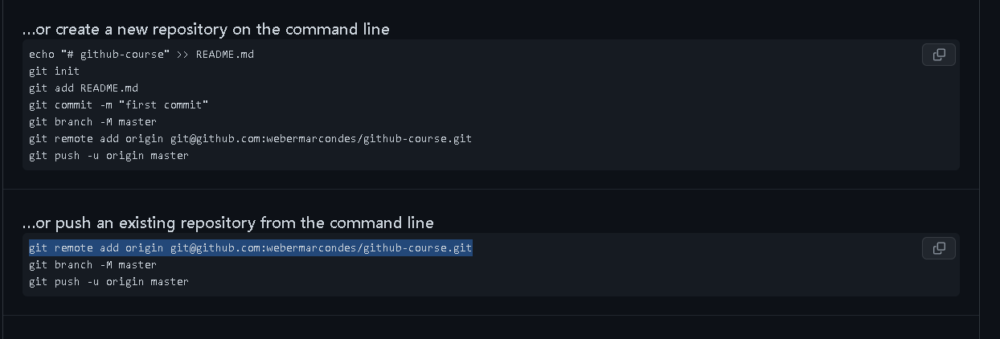 ...or create a new repository on the command line
echo "# github-course" >> README.md
git init
git add README.md
git commit -m "first commit"
git branch -M master
git remote add origin git@github.com:webermarcondes/github-course.git
git push -u origin master
...or push an existing repository from the command line
git remote add origin git@github.com:webermarcondes/github-course.git
git branch -M master
git push -u origin master